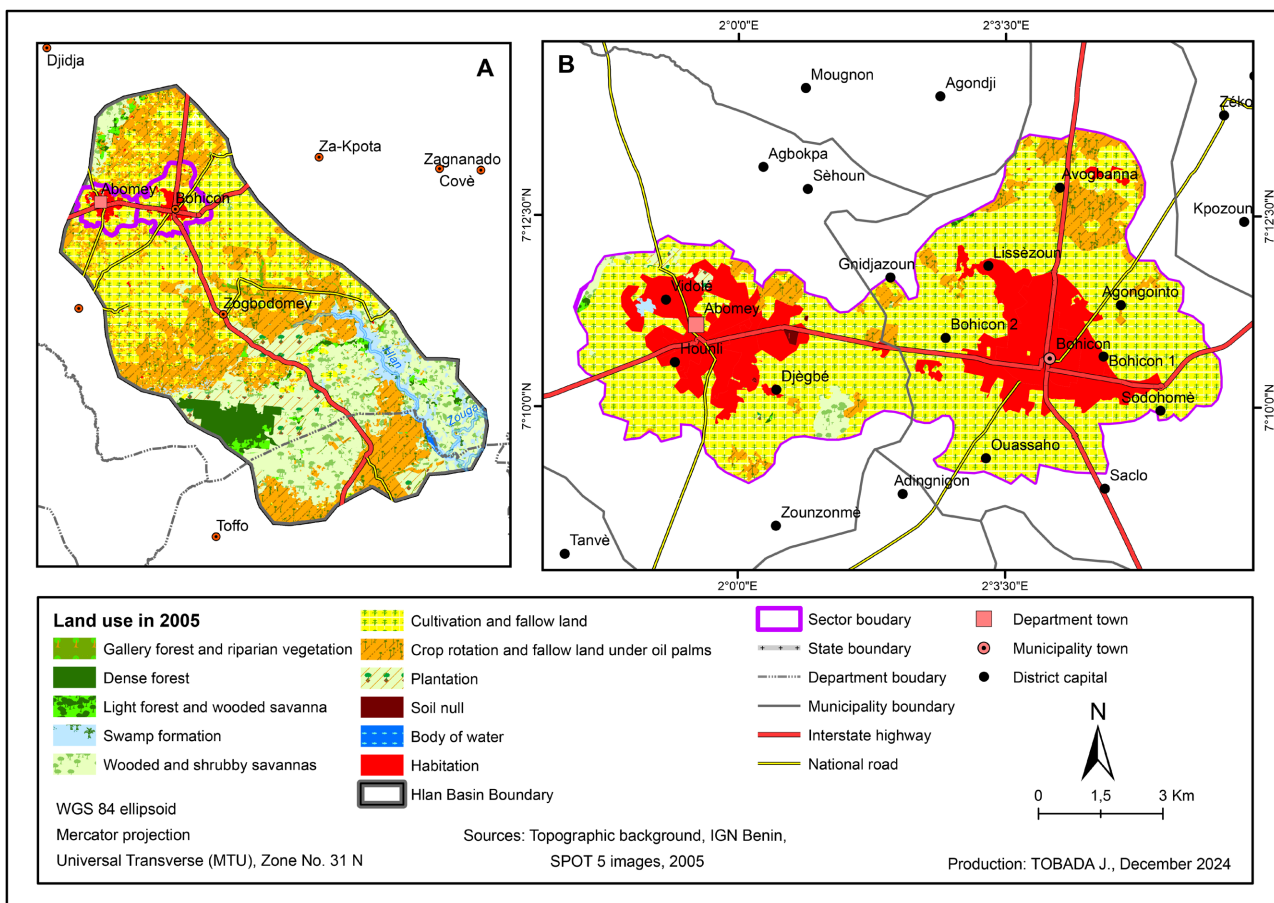 2°0'0"E
2°3'30"E
A
Djidja
Za-Kpota
Zagnanado
Covè
Abomey
Bohicon
Zogbodomey
Hlan
Zouga
Toffo
B
Mougnon
Agondji
Zéko
Agbokpa
Sèhoun
Avogbanna
Kpozoun
7°12'30"N
7°12'30"N
Gnidjazoun
Lissèzoun
Vidolé
Agongointo
Abomey
Bohicon 2
Bohicon
Hounli
Bohicon 1
Djègbé
Sodohomè
7°10'0"N
7°10'0"N
Ouassaho
Adingnigon
Saclo
Zounzonmè
Tanvè
2°0'0"E
2°3'30"E
Land use in 2005
Gallery forest and riparian vegetation
Dense forest
Light forest and wooded savanna
Swamp formation
Wooded and shrubby savannas
Cultivation and fallow land
Crop rotation and fallow land under oil palms
Plantation
Soil null
Body of water
Habitation
Hlan Basin Boundary
Sector boudary
State boundary
Department boudary
Municipality boundary
Interstate highway
National road
Department town
Municipality town
District capital
N
0 1,5 3 Km
WGS 84 ellipsoid
Mercator projection
Universal Transverse (MTU), Zone No. 31 N
Sources: Topographic background, IGN Benin,
SPOT 5 images, 2005
Production: TOBADA J., December 2024